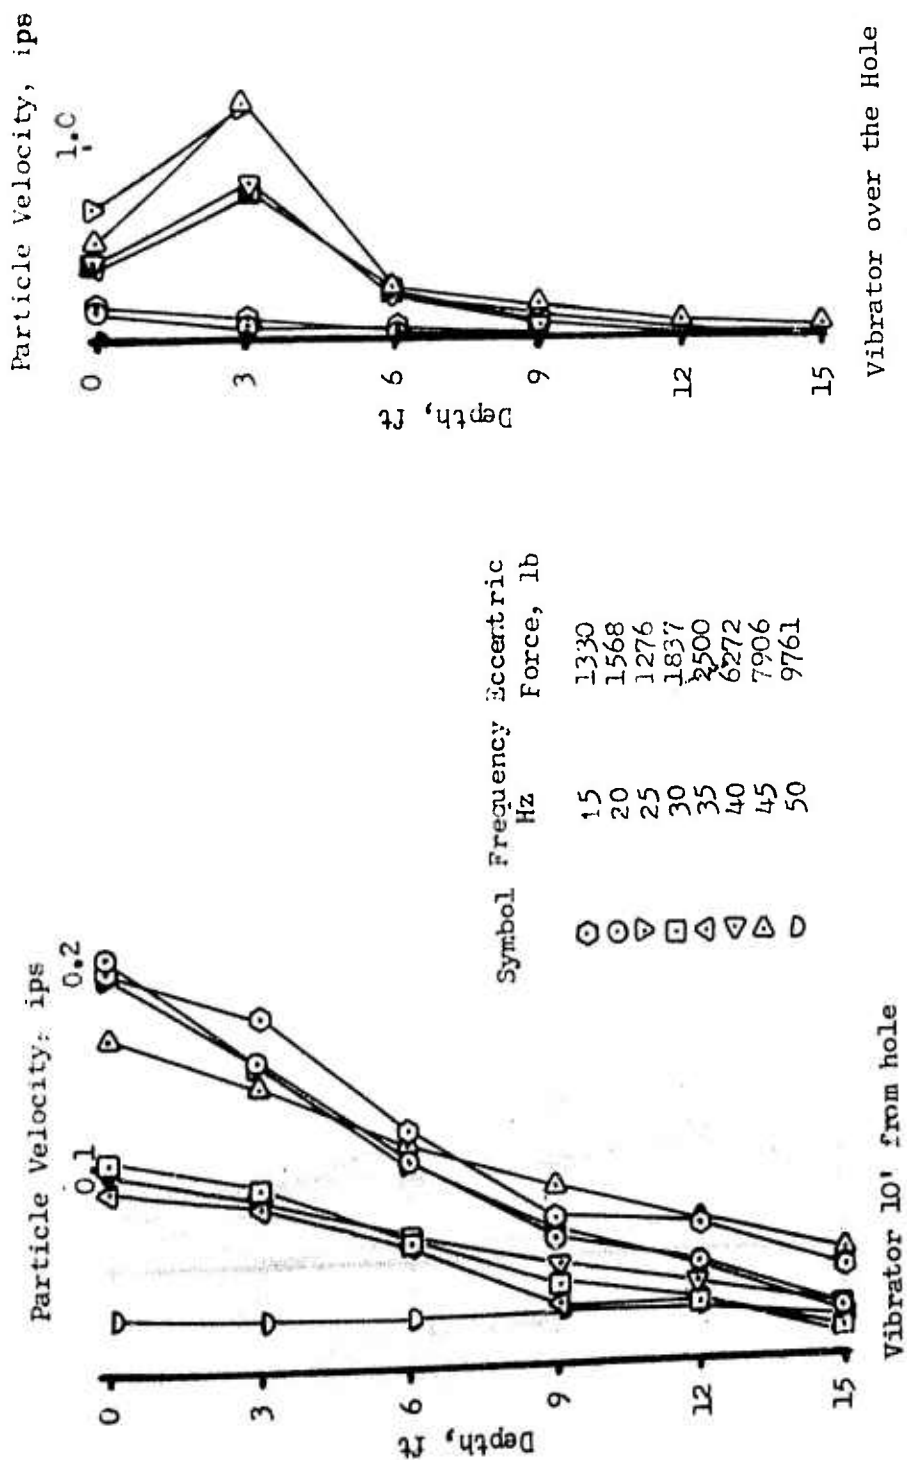 Particle Velocity, ips
1.0
0
3
6
9
12
15
Depth, ft
Vibrator over the Hole
Symbol Frequency Eccentric
Hz Force, lb
15 1330
20 1568
25 1276
30 1837
35 2500
40 6272
45 7906
50 9761
Particle Velocity, ips
0.1
0.2
0
3
6
9
12
15
Depth, ft
Vibrator 10' from hole